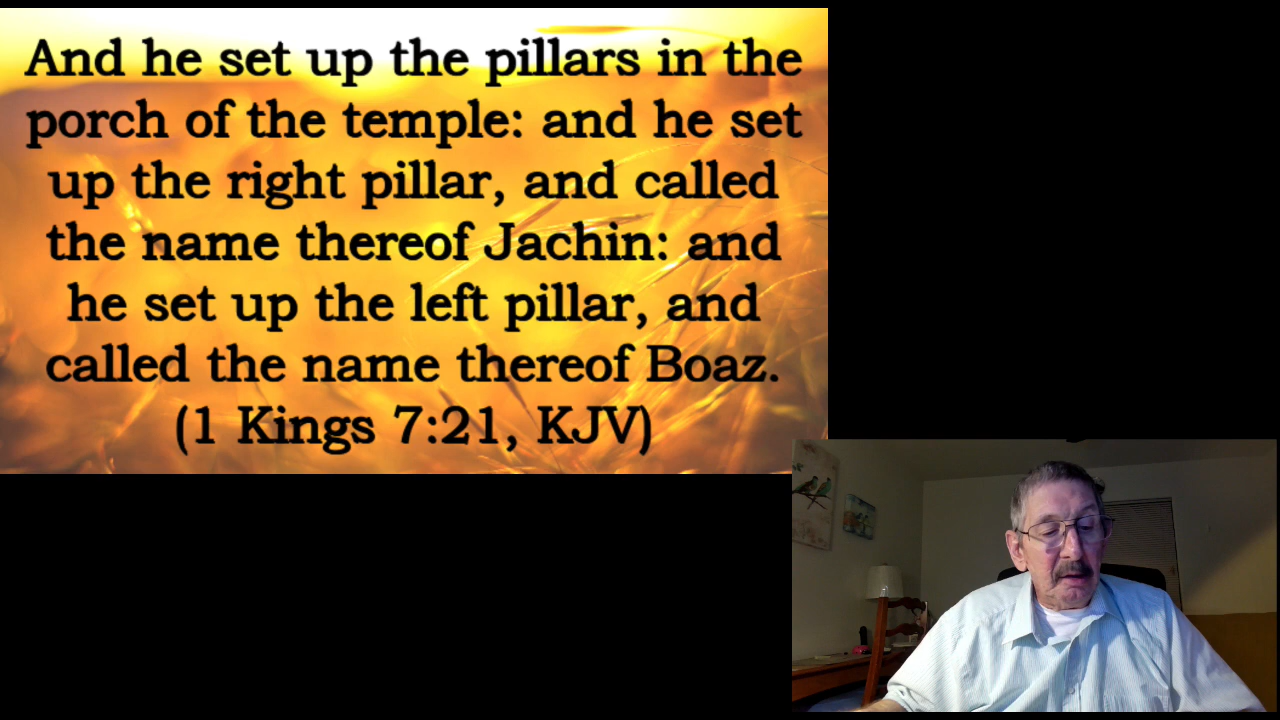 And he set up the pillars in the
porch of the temple: and he set
up the right pillar, and called
the name thereof Jachin: and
he set up the left pillar, and
called the name thereof Boaz.
(1 Kings 7:21, KJV)